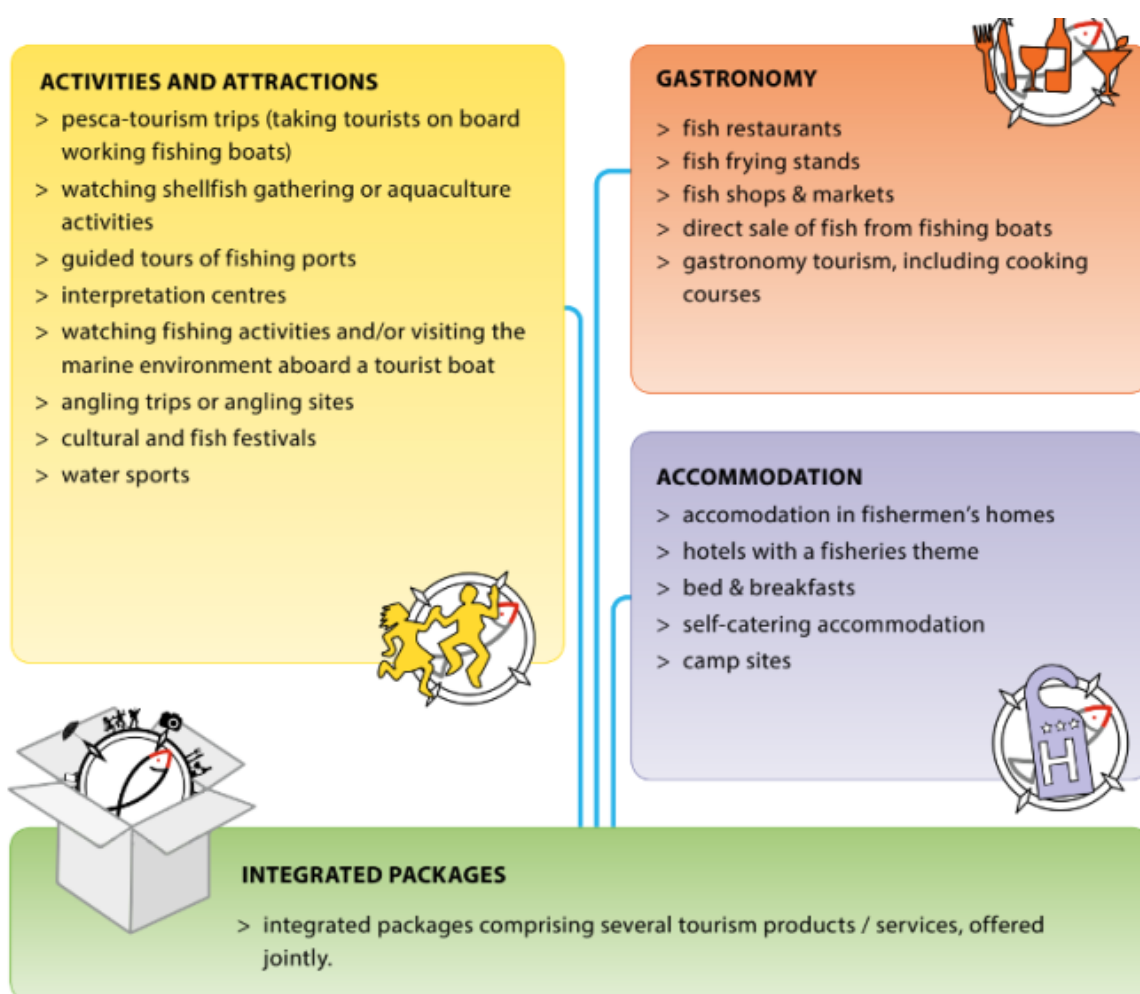 ACTIVITIES AND ATTRACTIONS
> pesca-tourism trips (taking tourists on board
working fishing boats)
> watching shellfish gathering or aquaculture
activities
> guided tours of fishing ports
> interpretation centres
> watching fishing activities and/or visiting the
marine environment aboard a tourist boat
> angling trips or angling sites
> cultural and fish festivals
> water sports
GASTRONOMY
> fish restaurants
> fish frying stands
> fish shops & markets
> direct sale of fish from fishing boats
> gastronomy tourism, including cooking
courses
ACCOMMODATION
> accomodation in fishermen's homes
> hotels with a fisheries theme
> bed & breakfasts
> self-catering accommodation
> camp sites
H
INTEGRATED PACKAGES
> integrated packages comprising several tourism products / services, offered
jointly.